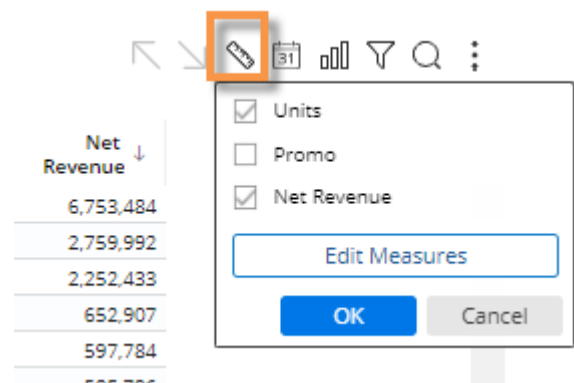 31
Units
Promo
Net Revenue
Edit Measures
OK Cancel
Net
Revenue ↓
6,753,484
2,759,992
2,252,433
652,907
597,784